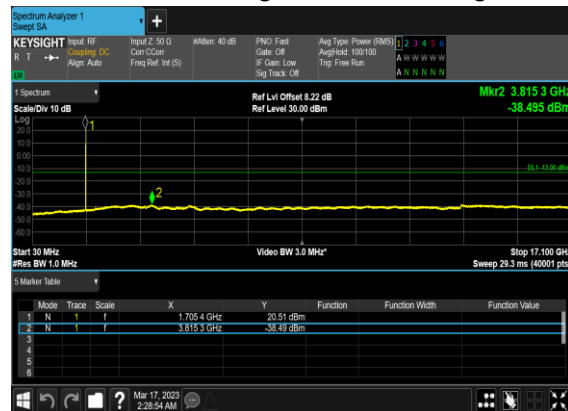 Spectrum Analyzer 1
Swept SA
KEYSIGHT Input: RF Input Z: 50 Ω #Atten: 40 dB PNO: Fast Avg Type: Power (RMS) 1 2 3 4 5 6
R T Coupling: DC Corr CCorr Gate: Off Avg|Hold: 100/100 A W W W W W
Align: Auto Freq Ref: Int (S) IF Gain: Low Trig: Free Run
Sig Track: Off A N N N N N
LW
1 Spectrum Ref Lvl Offset 8.22 dB Mkr2 3.815 3 GHz
Scale/Div 10 dB Ref Level 30.00 dBm -38.495 dBm
Log
20.0 1
10.0
0.00
-10.0 DL1 -13.00 dBm
-20.0
-30.0 2
-40.0
-50.0
-60.0
Start 30 MHz Video BW 3.0 MHz* Stop 17.100 GHz
#Res BW 1.0 MHz Sweep 29.3 ms (40001 pts)
5 Marker Table
Mode Trace Scale X Y Function Function Width Function Value
1 N 1 f 1.705 4 GHz 20.51 dBm
2 N 1 f 3.815 3 GHz -38.49 dBm
3
4
5
6
? Mar 17, 2023
2:28:54 AM